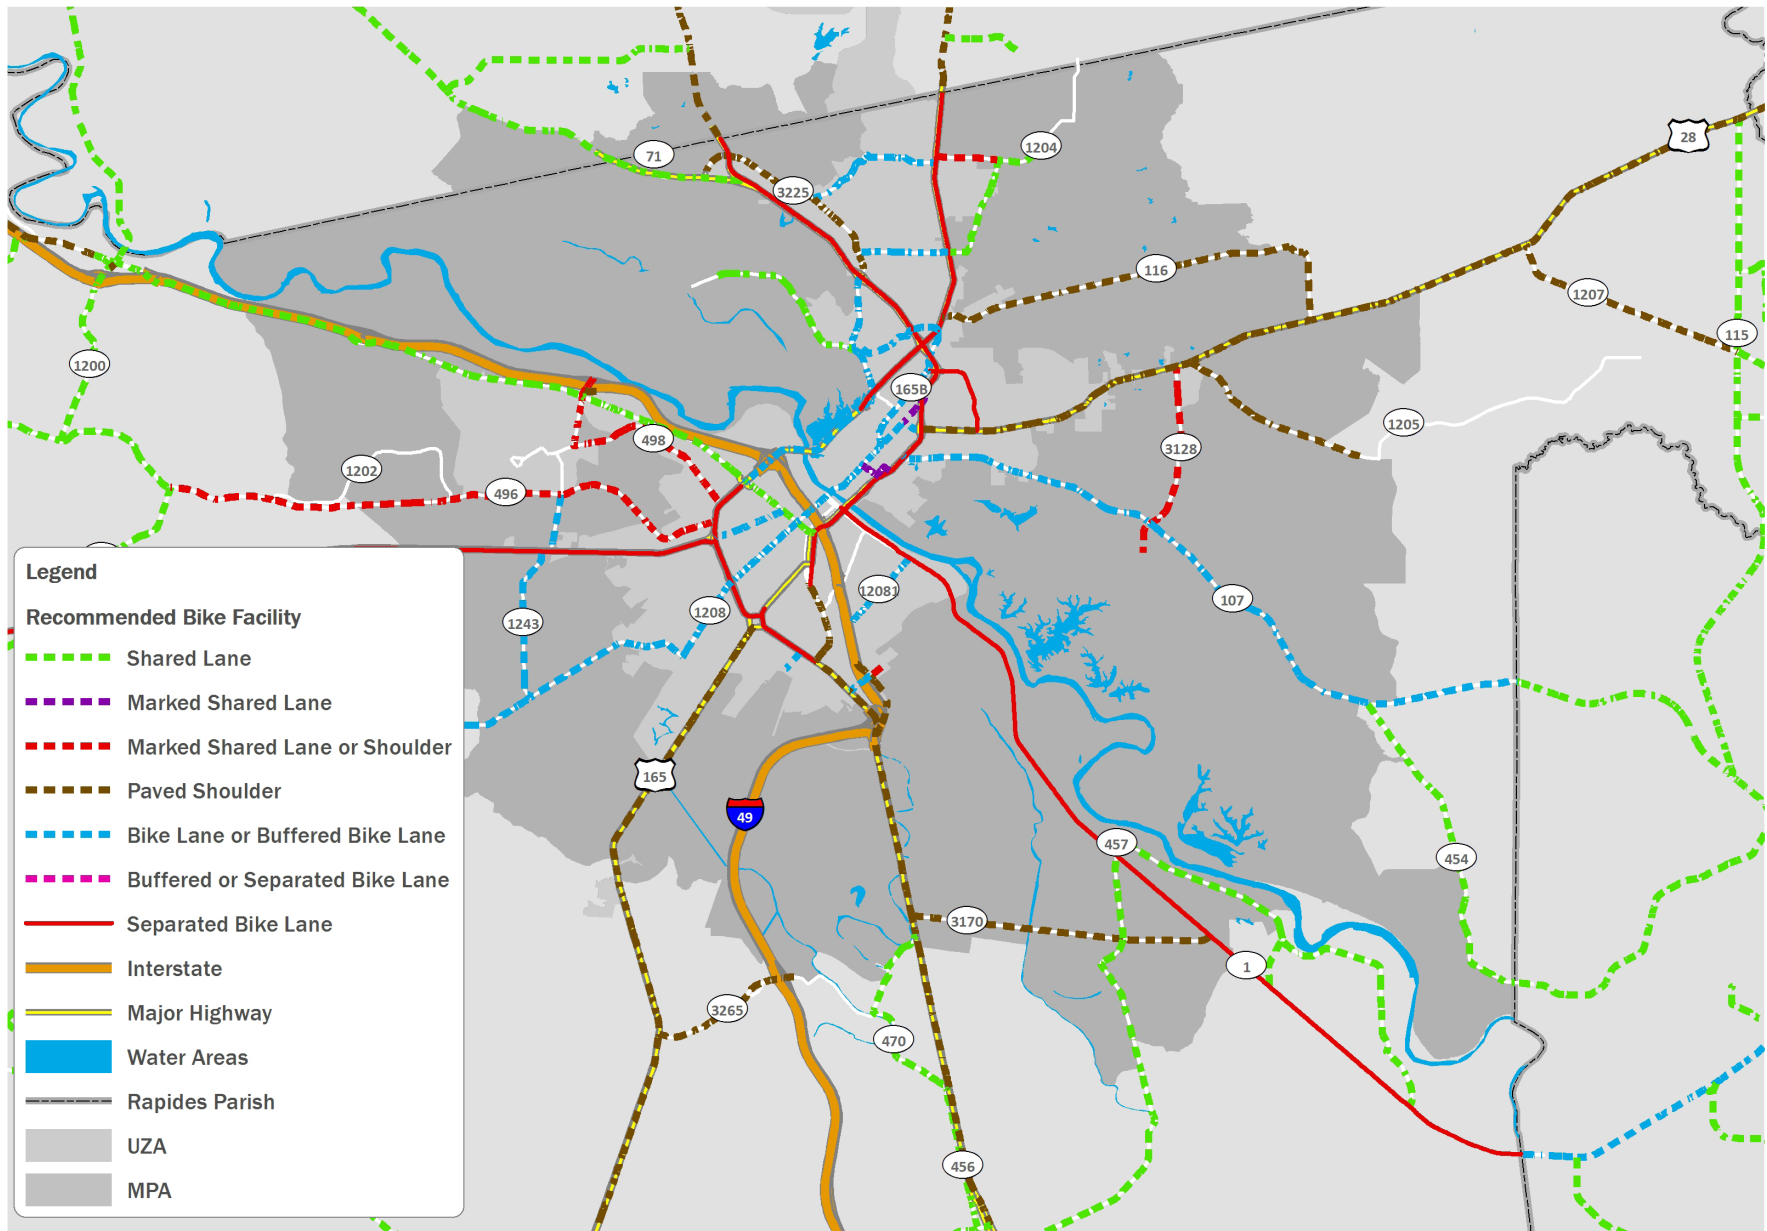 28
1204
71
3225
116
1207
115
1200
165B
1205
498
3128
1202
496
12081
107
1208
1243
165
49
457
454
3170
1
3265
470
456
Legend
Recommended Bike Facility
Shared Lane
Marked Shared Lane
Marked Shared Lane or Shoulder
Paved Shoulder
Bike Lane or Buffered Bike Lane
Buffered or Separated Bike Lane
Separated Bike Lane
Interstate
Major Highway
Water Areas
Rapides Parish
UZA
MPA